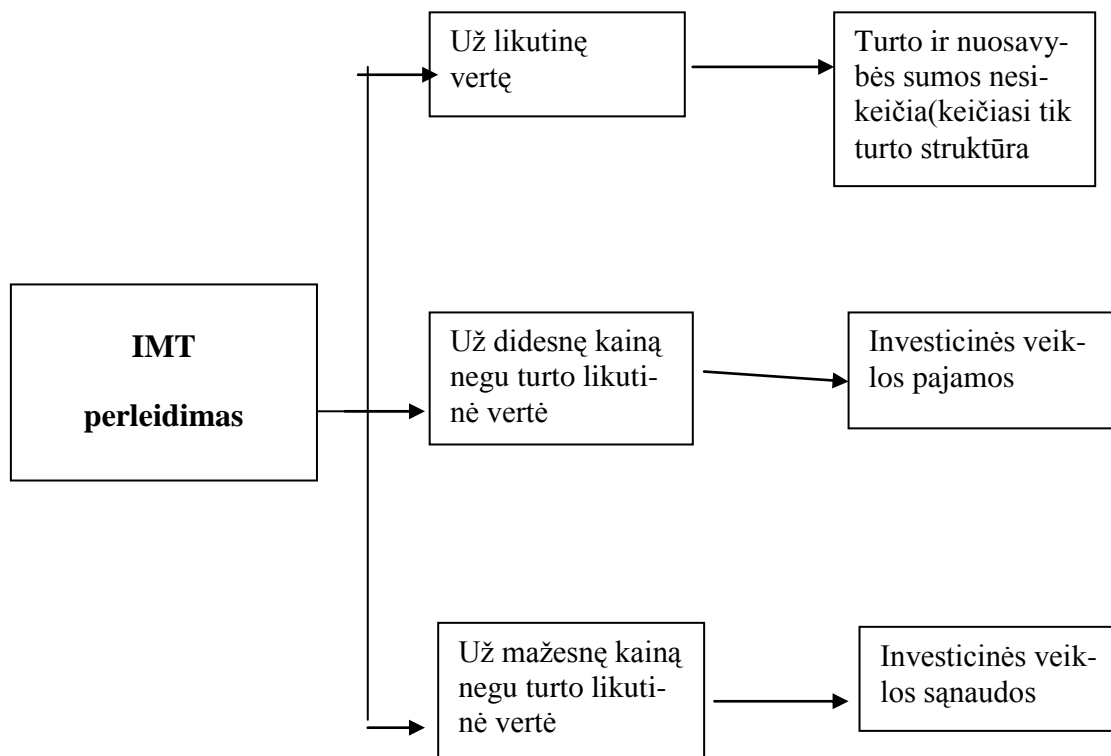 Už likutinę
vertę
Turto ir nuosavy-
bės sumos nesi-
keičia(keičiasi tik
turto struktūra
IMT
perleidimas
Už didesnę kainą
negu turto likuti-
nė vertė
Investicinės veik-
los pajamos
Už mažesnę kainą
negu turto likuti-
nė vertė
Investicinės veik-
los sąnaudos